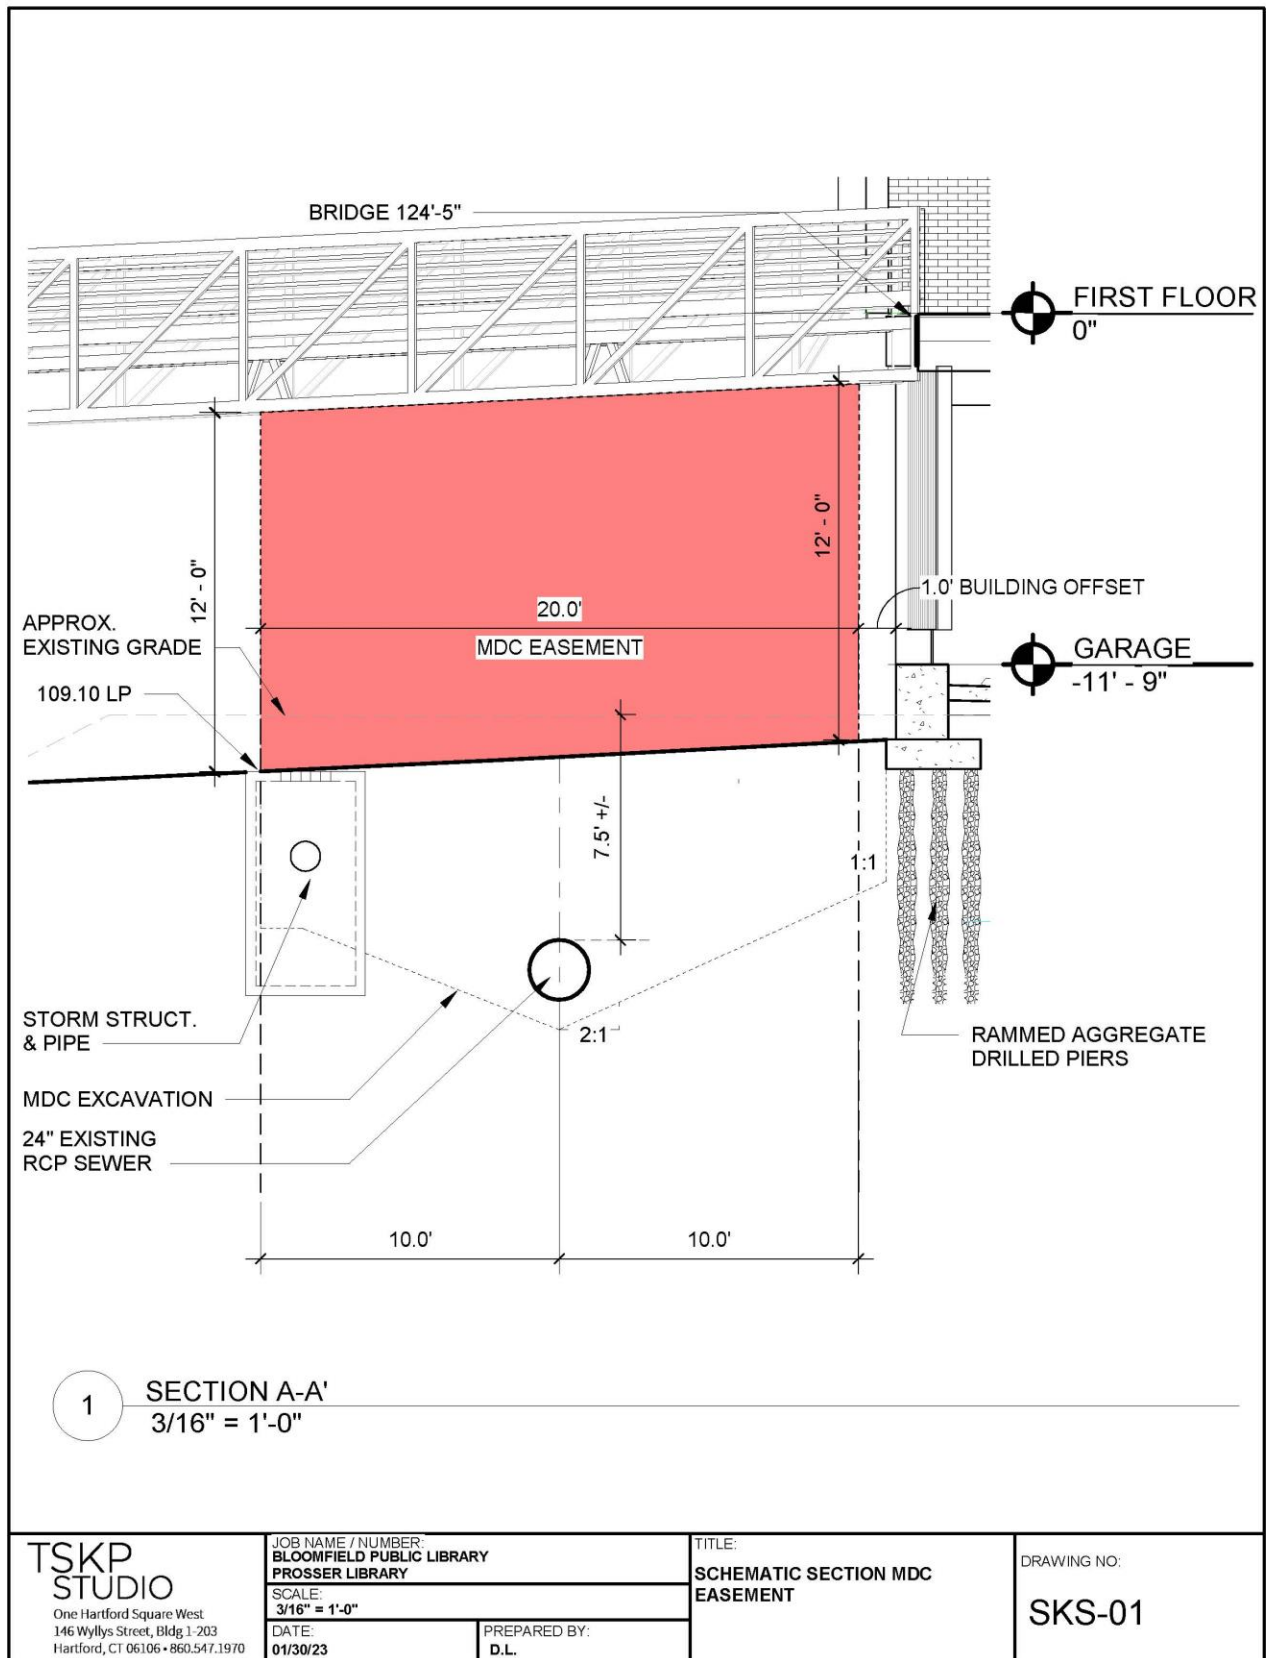 BRIDGE 124'-5"
FIRST FLOOR
0"
12' - 0"
12' - 0"
1.0' BUILDING OFFSET
20.0'
MDC EASEMENT
APPROX.
EXISTING GRADE
GARAGE
-11' - 9"
109.10 LP
7.5' +/-
1:1
STORM STRUCT.
& PIPE
2:1
RAMMED AGGREGATE
DRILLED PIERS
MDC EXCAVATION
24" EXISTING
RCP SEWER
10.0'
10.0'
1
SECTION A-A'
3/16" = 1'-0"
TSKP
STUDIO
One Hartford Square West
146 Wyllys Street, Bldg 1-203
Hartford, CT 06106 • 860.547.1970
JOB NAME / NUMBER:
BLOOMFIELD PUBLIC LIBRARY
PROSSER LIBRARY
SCALE:
3/16" = 1'-0"
DATE:
01/30/23
PREPARED BY:
D.L.
TITLE:
SCHEMATIC SECTION MDC
EASEMENT
DRAWING NO:
SKS-01